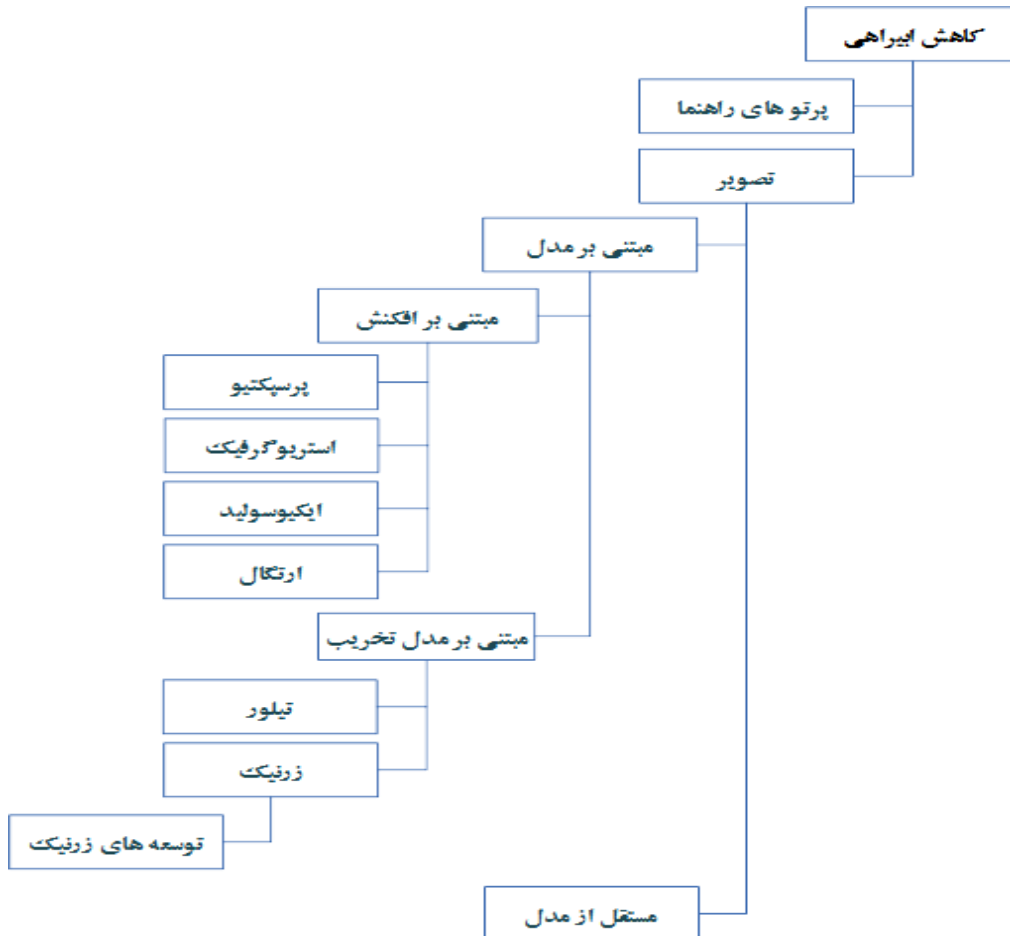 کاهش ابیراهی
پرتو های راهنما
تصویر
مبتنی بر مدل
مبتنی بر افکنش
پرسپکتیو
استریوگرفیک
ایکیوسولید
ارتگال
مبتنی بر مدل تخریب
تیلور
زرنیک
توسعه های زرنیک
مستقل از مدل